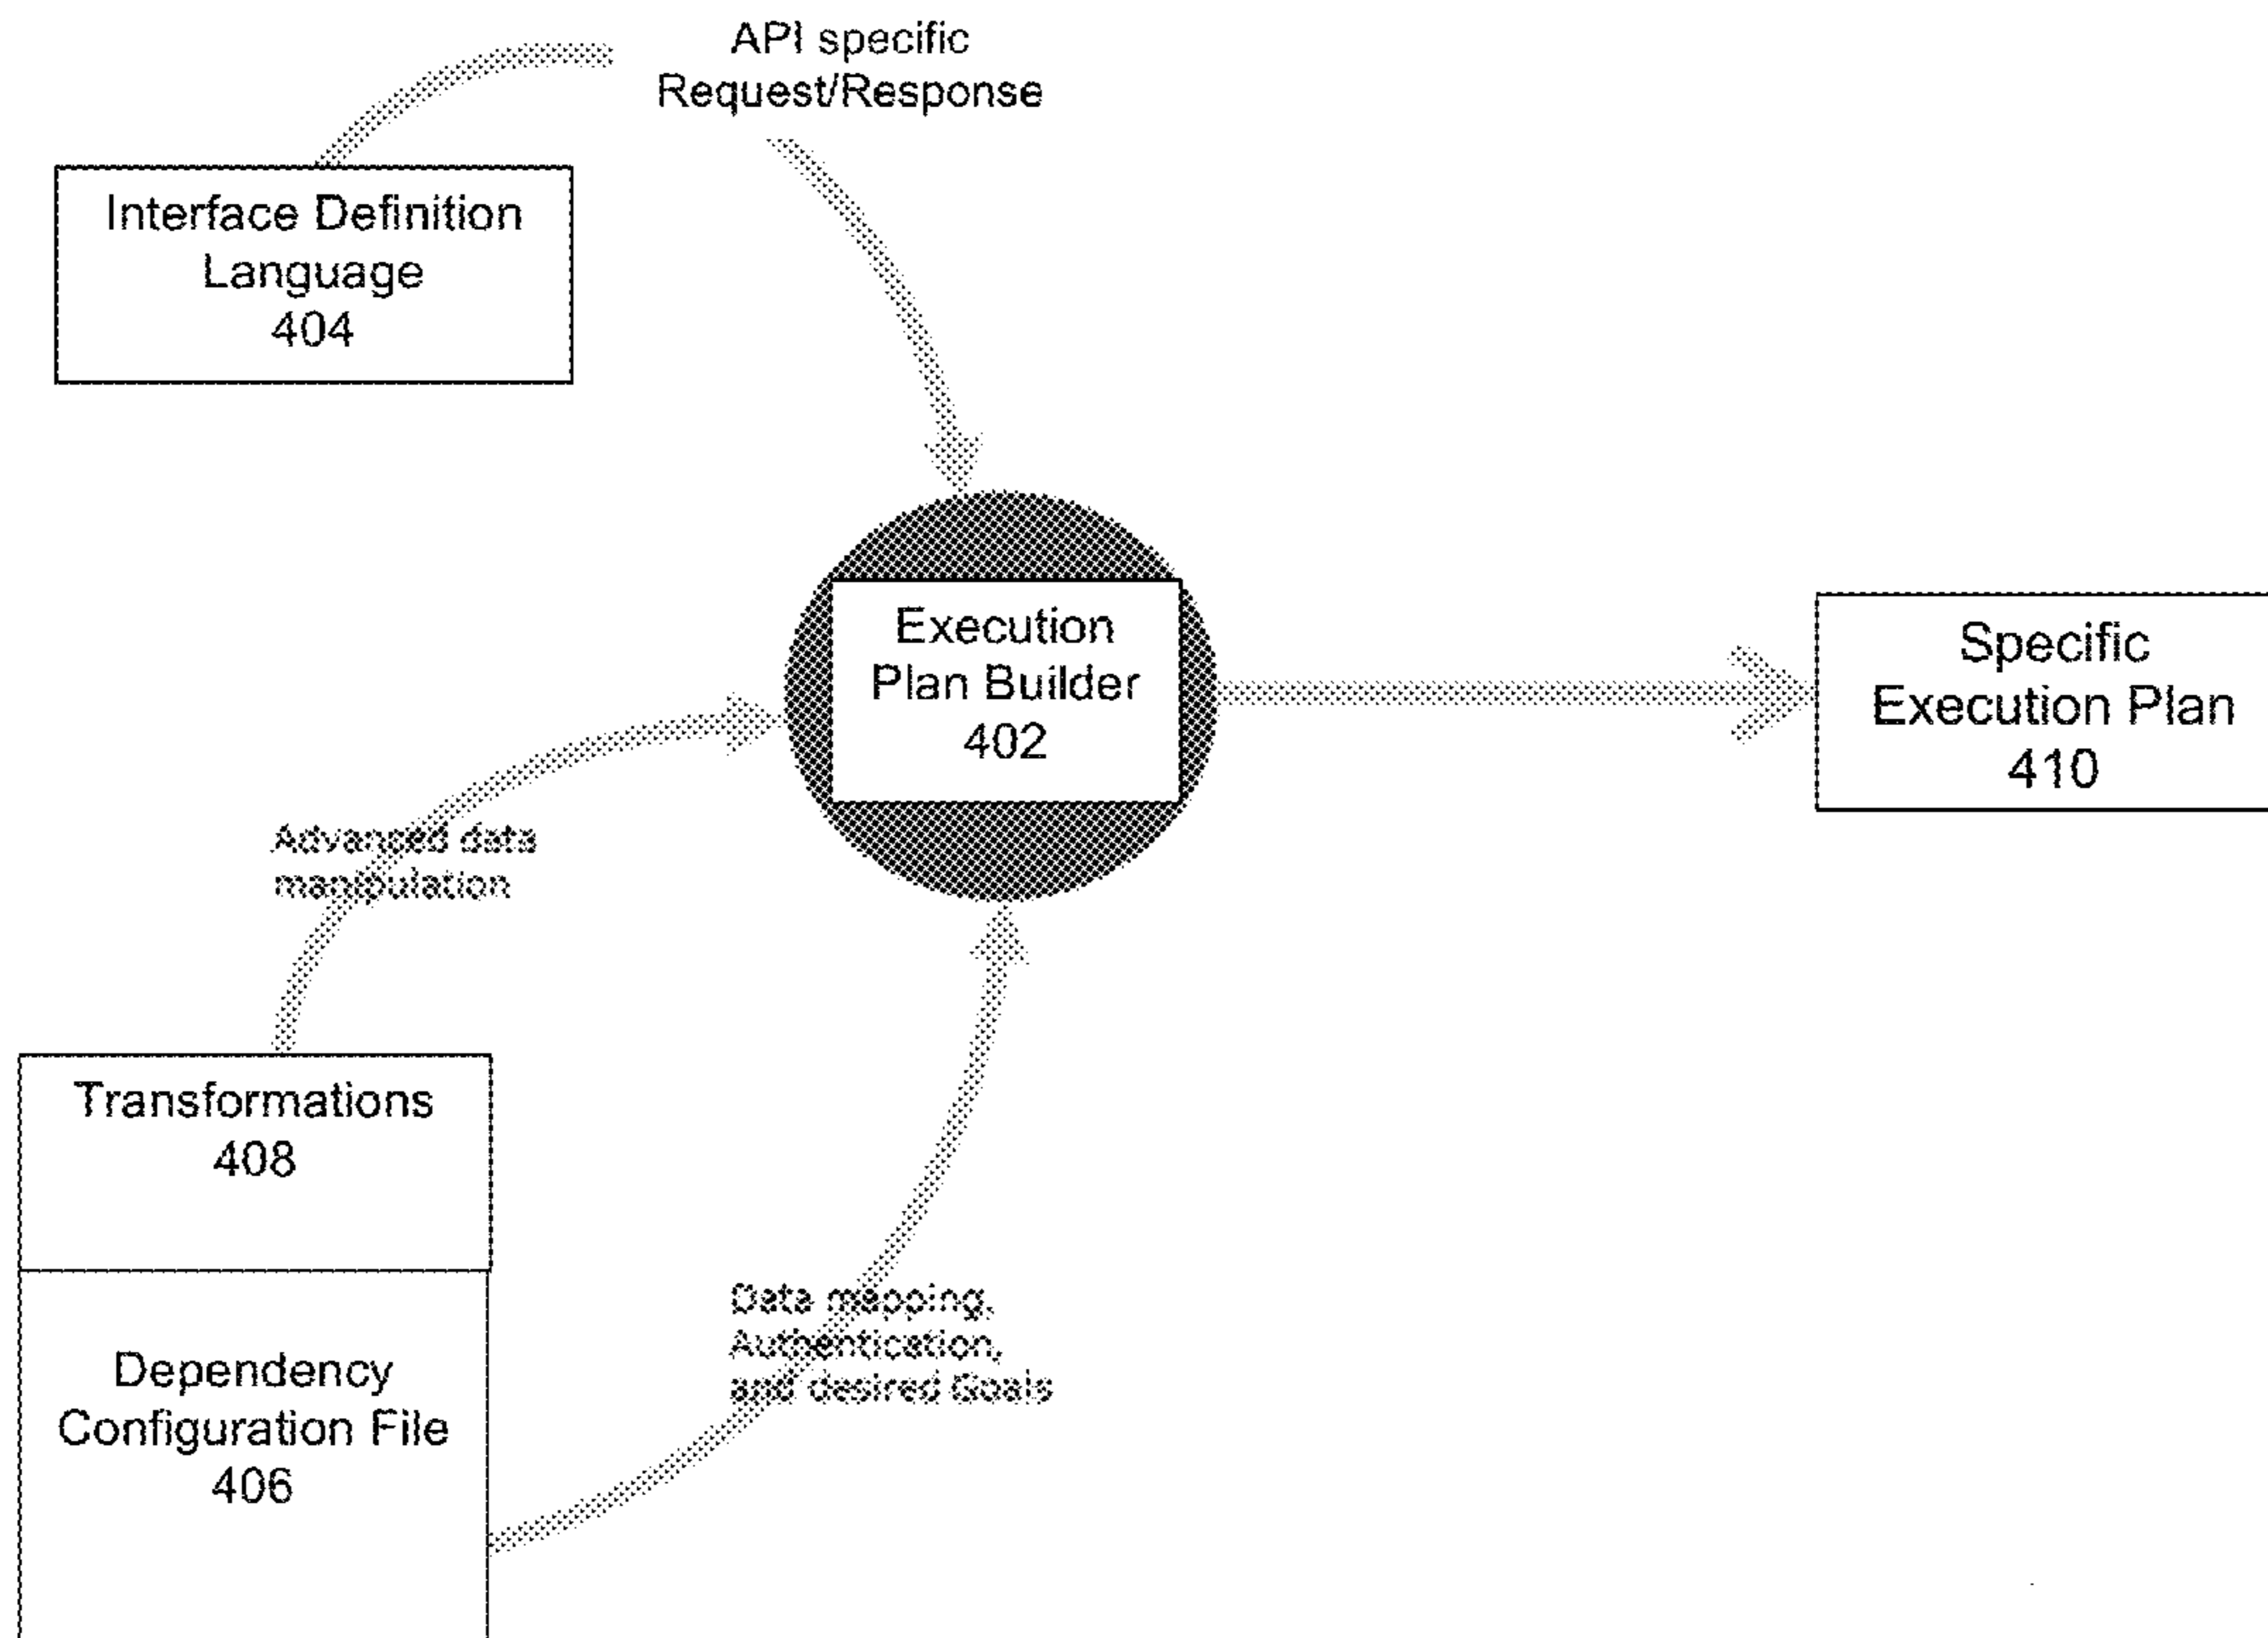 API specific
Request/Response
Interface Definition
Language
404
Execution
Plan Builder
402
Specific
Execution Plan
410
Advanced data
manipulation
Transformations
408
Data mapping,
Authentication,
and desired Goals
Dependency
Configuration File
406